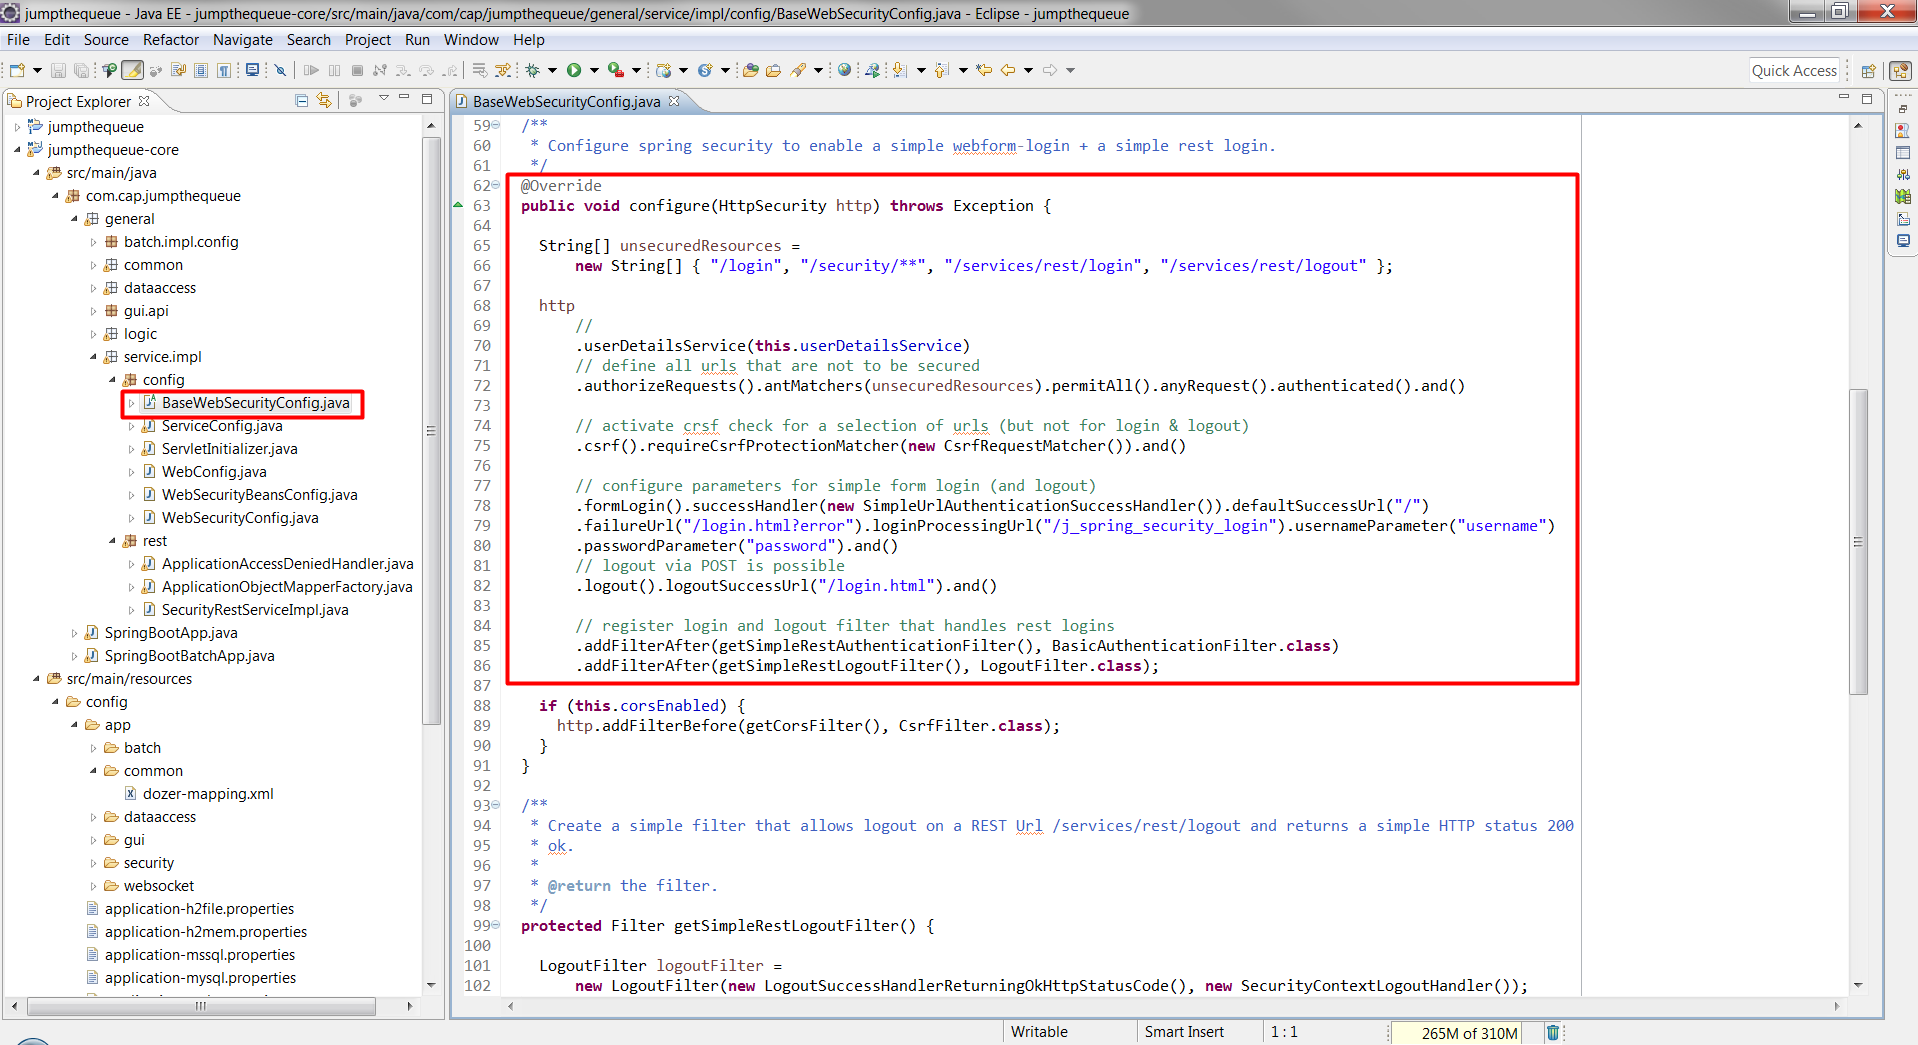 jumpthequeue - Java EE - jumpthequeue-core/src/main/java/com/cap/jumpthequeue/general/service/impl/config/BaseWebSecurityConfig.java - Eclipse - jumpthequeue
File Edit Source Refactor Navigate Search Project Run Window Help
Quick Access
Project Explorer
jumpthequeue
jumpthequeue-core
src/main/java
com.cap.jumpthequeue
general
batch.impl.config
common
dataaccess
gui.api
logic
service.impl
config
BaseWebSecurityConfig.java
ServiceConfig.java
ServletInitializer.java
WebConfig.java
WebSecurityBeansConfig.java
WebSecurityConfig.java
rest
ApplicationAccessDeniedHandler.java
ApplicationObjectMapperFactory.java
SecurityRestServiceImpl.java
SpringBootApp.java
SpringBootBatchApp.java
src/main/resources
config
app
batch
common
dozer-mapping.xml
dataaccess
gui
security
websocket
application-h2file.properties
application-h2mem.properties
application-mssql.properties
application-mysql.properties
BaseWebSecurityConfig.java
59 /**
60 * Configure spring security to enable a simple webform-login + a simple rest login.
61 */
62 @Override
63 public void configure(HttpSecurity http) throws Exception {
64
65 String[] unsecuredResources =
66 new String[] { "/login", "/security/**", "/services/rest/login", "/services/rest/logout" };
67
68 http
69 //
70 .userDetailsService(this.userDetailsService)
71 // define all urls that are not to be secured
72 .authorizeRequests().antMatchers(unsecuredResources).permitAll().anyRequest().authenticated().and()
73
74 // activate crsf check for a selection of urls (but not for login & logout)
75 .csrf().requireCsrfProtectionMatcher(new CsrfRequestMatcher()).and()
76
77 // configure parameters for simple form login (and logout)
78 .formLogin().successHandler(new SimpleUrlAuthenticationSuccessHandler()).defaultSuccessUrl("/")
79 .failureUrl("/login.html?error").loginProcessingUrl("/j_spring_security_login").usernameParameter("username")
80 .passwordParameter("password").and()
81 // logout via POST is possible
82 .logout().logoutSuccessUrl("/login.html").and()
83
84 // register login and logout filter that handles rest logins
85 .addFilterAfter(getSimpleRestAuthenticationFilter(), BasicAuthenticationFilter.class)
86 .addFilterAfter(getSimpleRestLogoutFilter(), LogoutFilter.class);
87
88 if (this.corsEnabled) {
89 http.addFilterBefore(getCorsFilter(), CsrfFilter.class);
90 }
91 }
92
93 /**
94 * Create a simple filter that allows logout on a REST Url /services/rest/logout and returns a simple HTTP status 200
95 * ok.
96 *
97 * @return the filter.
98 */
99 protected Filter getSimpleRestLogoutFilter() {
100
101 LogoutFilter logoutFilter =
102 new LogoutFilter(new LogoutSuccessHandlerReturningOkHttpStatusCode(), new SecurityContextLogoutHandler());
Writable Smart Insert 1 : 1 265M of 310M